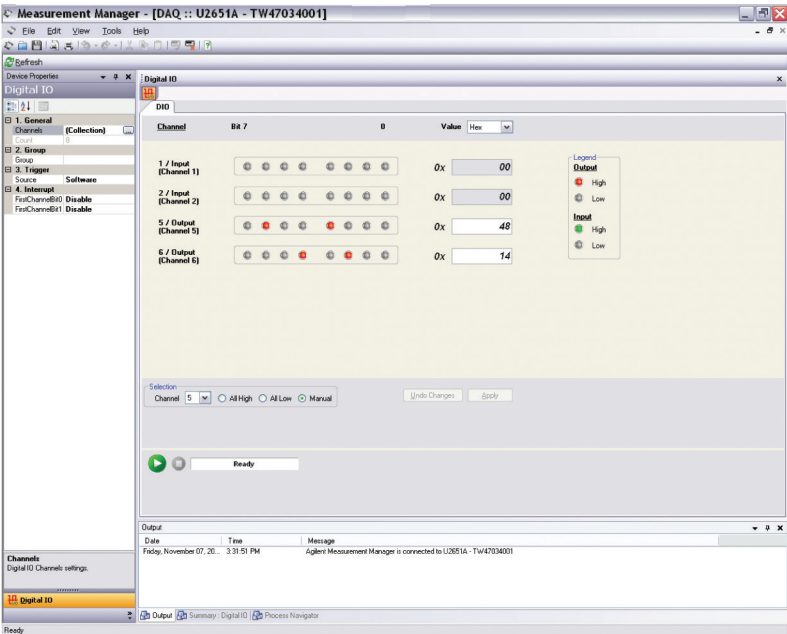 Measurement Manager - [DAQ :: U2651A - TW47034001]
File Edit View Tools Help
Refresh
Device Properties
Digital IO
1. General
Channels (Collection) ...
Count 8
2. Group
Group
3. Trigger
Source Software
4. Interrupt
FirstChannelBit0 Disable
FirstChannelBit1 Disable
Channels
Digital IO Channels settings.
Digital IO
Digital IO
DIO
Channel Bit 7 0 Value Hex
1 / Input 0x 00
(Channel 1)
2 / Input 0x 00
(Channel 2)
5 / Output 0x 48
(Channel 5)
6 / Output 0x 14
(Channel 6)
Legend
Output
High
Low
Input
High
Low
Selection
Channel 5 All High All Low Manual
Undo Changes Apply
Ready
Output
Date Time Message
Friday, November 07, 20... 3:31:51 PM Agilent Measurement Manager is connected to U2651A - TW47034001
Output Summary : Digital IO Process Navigator
Ready